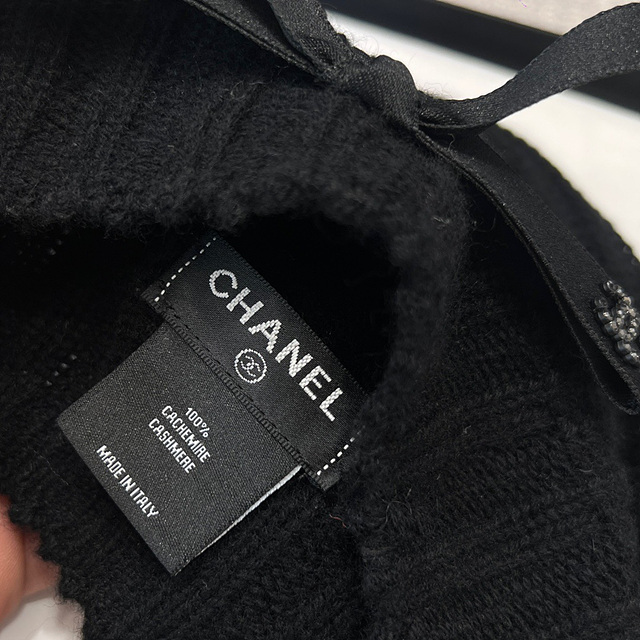 CHANEL
100%
CACHEMIRE
CASHMERE
MADE IN ITALY